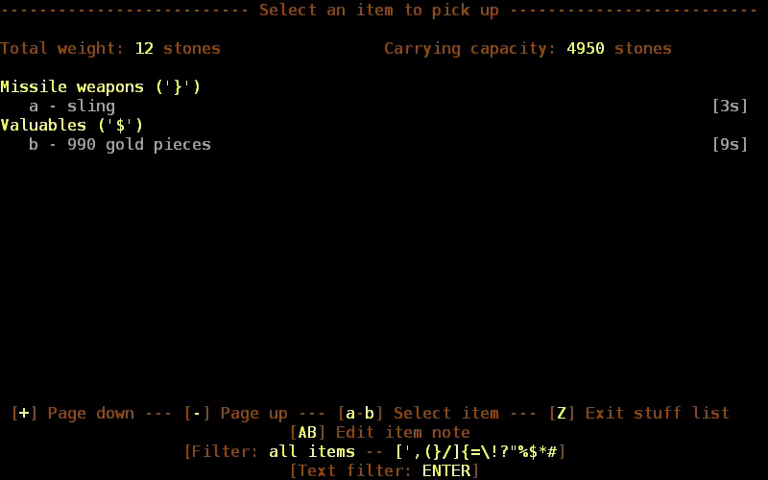 -------------------------- Select an item to pick up --------------------------
Total weight: 12 stones Carrying capacity: 4950 stones
Missile weapons ('}')
a - sling [3s]
Valuables ('$')
b - 990 gold pieces [9s]
[+] Page down --- [-] Page up --- [a-b] Select item --- [Z] Exit stuff list
[AB] Edit item note
[Filter: all items -- [',(}/]{=\!?"%$*#]
[Text filter: ENTER]